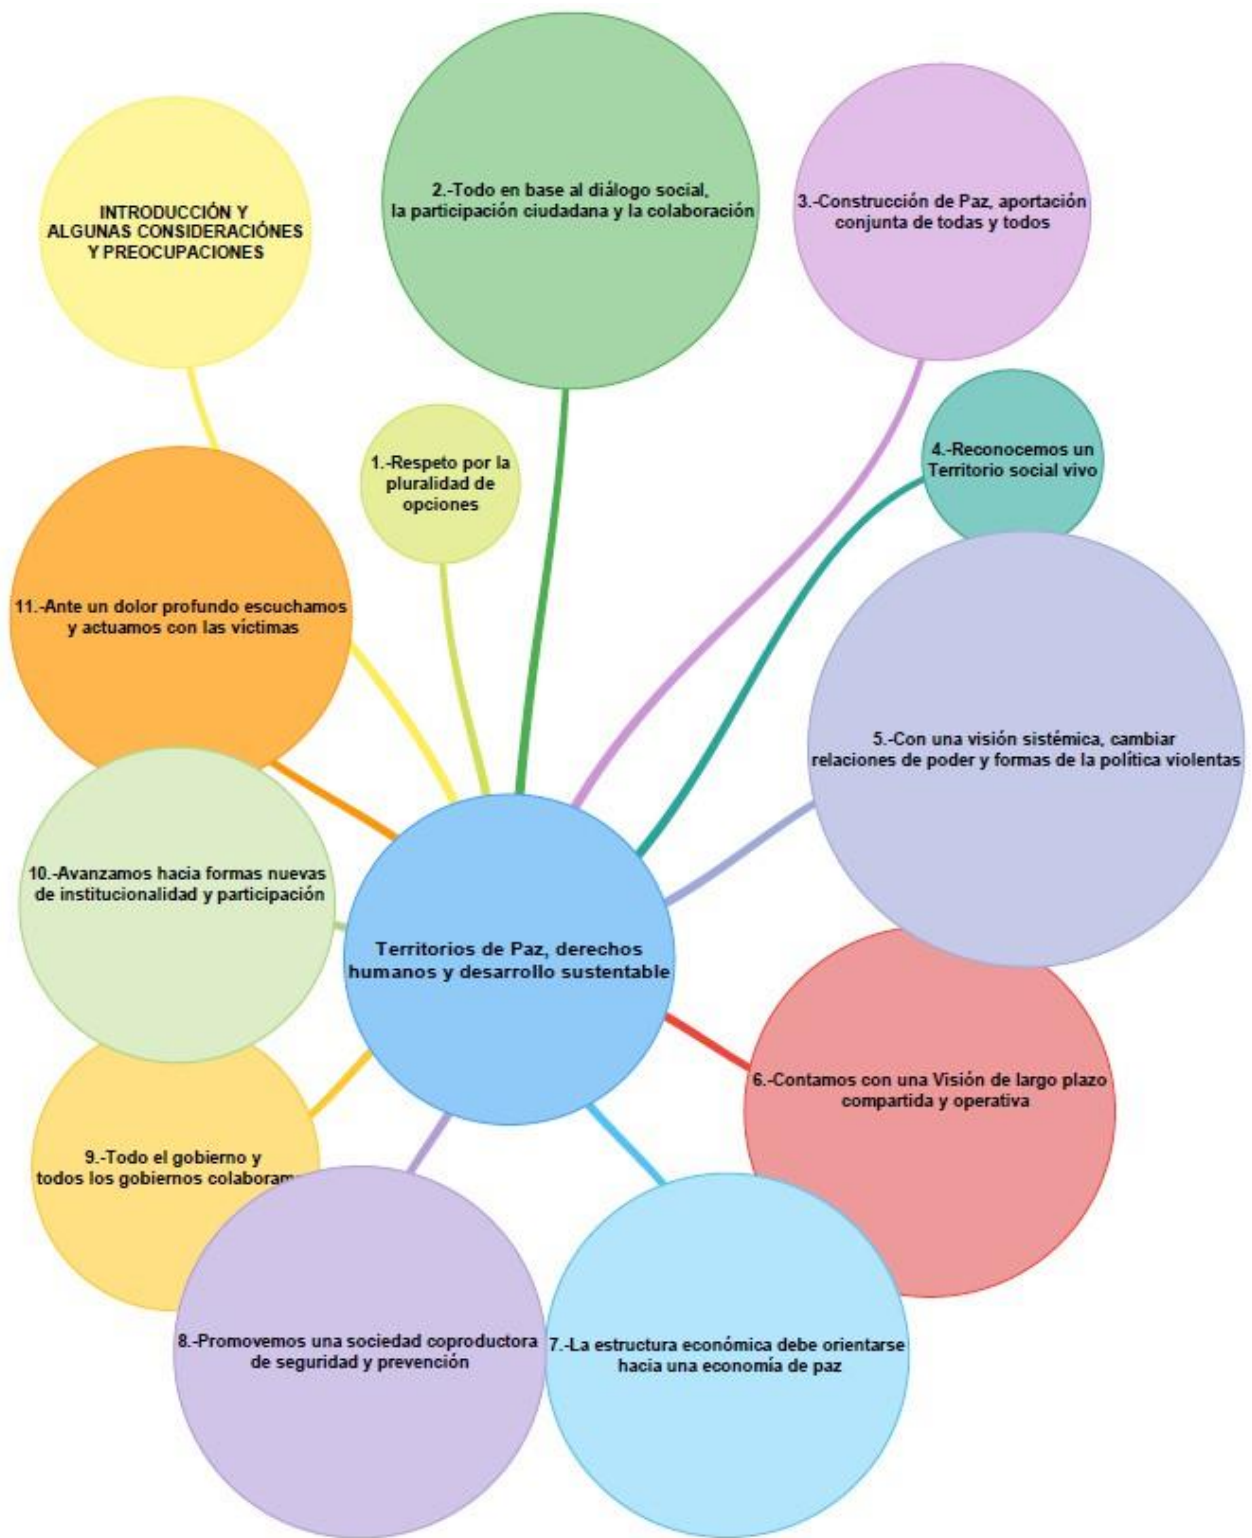 INTRODUCCIÓN Y
ALGUNAS CONSIDERACIÓNES
Y PREOCUPACIONES
1.-Respeto por la
pluralidad de
opciones
2.-Todo en base al diálogo social,
la participación ciudadana y la colaboración
3.-Construcción de Paz, aportación
conjunta de todas y todos
4.-Reconocemos un
Territorio social vivo
5.-Con una visión sistémica, cambiar
relaciones de poder y formas de la política violentas
6.-Contamos con una Visión de largo plazo
compartida y operativa
7.-La estructura económica debe orientarse
hacia una economía de paz
8.-Promovemos una sociedad coproductora
de seguridad y prevención
9.-Todo el gobierno y
todos los gobiernos
10.-Avanzamos hacia formas nuevas
de institucionalidad y participación
11.-Ante un dolor profundo escuchamos
y actuamos con las víctimas
Territorios de Paz, derechos
humanos y desarrollo sustentable